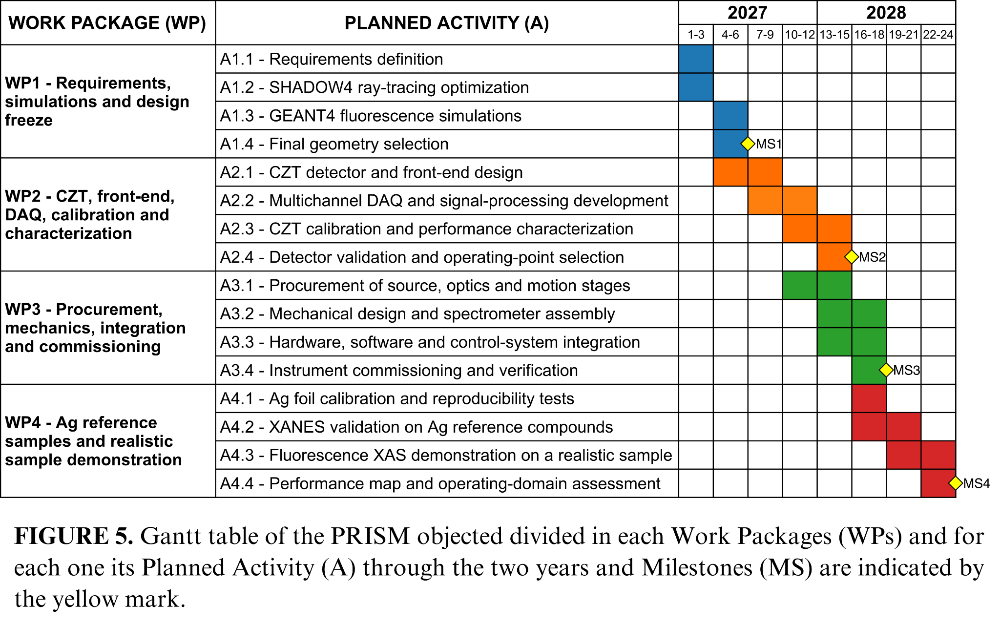 WORK PACKAGE (WP)
PLANNED ACTIVITY (A)
2027
2028
1-3
4-6
7-9
10-12
13-15
16-18
19-21
22-24
WP1 - Requirements,
simulations and design
freeze
A1.1 - Requirements definition
A1.2 - SHADOW4 ray-tracing optimization
A1.3 - GEANT4 fluorescence simulations
A1.4 - Final geometry selection
MS1
WP2 - CZT, front-end,
DAQ, calibration and
characterization
A2.1 - CZT detector and front-end design
A2.2 - Multichannel DAQ and signal-processing development
A2.3 - CZT calibration and performance characterization
A2.4 - Detector validation and operating-point selection
MS2
WP3 - Procurement,
mechanics, integration
and commissioning
A3.1 - Procurement of source, optics and motion stages
A3.2 - Mechanical design and spectrometer assembly
A3.3 - Hardware, software and control-system integration
A3.4 - Instrument commissioning and verification
MS3
WP4 - Ag reference
samples and realistic
sample demonstration
A4.1 - Ag foil calibration and reproducibility tests
A4.2 - XANES validation on Ag reference compounds
A4.3 - Fluorescence XAS demonstration on a realistic sample
A4.4 - Performance map and operating-domain assessment
MS4
FIGURE 5. Gantt table of the PRISM objected divided in each Work Packages (WPs) and for
each one its Planned Activity (A) through the two years and Milestones (MS) are indicated by
the yellow mark.